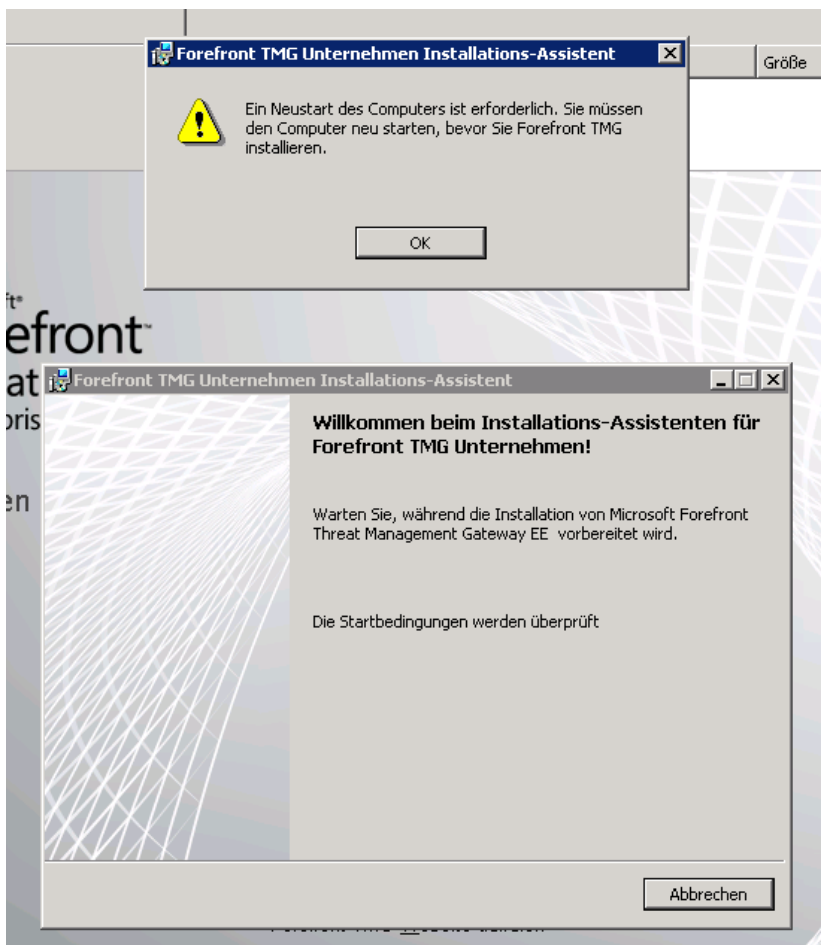 Forefront TMG Unternehmen Installations-Assistent
Größe
Ein Neustart des Computers ist erforderlich. Sie müssen
den Computer neu starten, bevor Sie Forefront TMG
installieren.
OK
efront
Forefront TMG Unternehmen Installations-Assistent
Willkommen beim Installations-Assistenten für
Forefront TMG Unternehmen!
Warten Sie, während die Installation von Microsoft Forefront
Threat Management Gateway EE vorbereitet wird.
Die Startbedingungen werden überprüft
Abbrechen